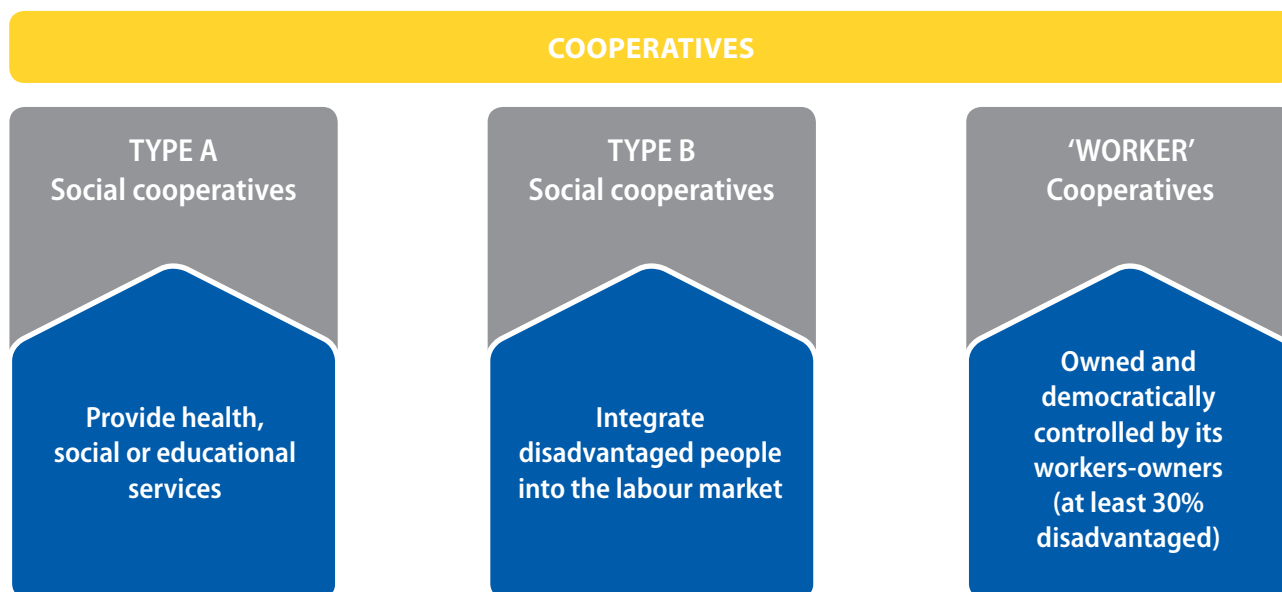 COOPERATIVES
TYPE A
Social cooperatives
Provide health,
social or educational
services
TYPE B
Social cooperatives
Integrate
disadvantaged people
into the labour market
‘WORKER’
Cooperatives
Owned and
democratically
controlled by its
workers-owners
(at least 30%
disadvantaged)